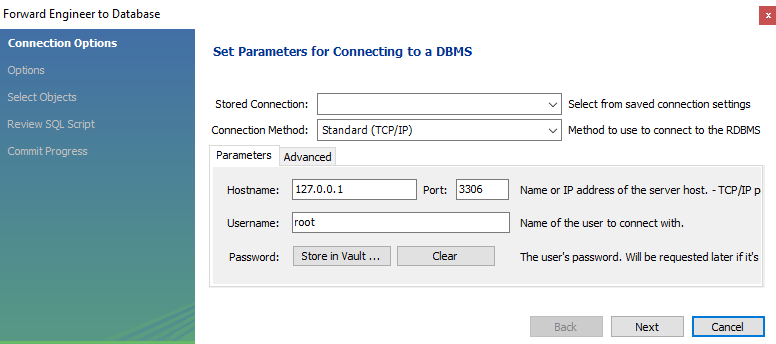 Forward Engineer to Database
x
Connection Options
Options
Select Objects
Review SQL Script
Commit Progress
Set Parameters for Connecting to a DBMS
Stored Connection: Select from saved connection settings
Connection Method: Standard (TCP/IP) Method to use to connect to the RDBMS
Parameters Advanced
Hostname: 127.0.0.1 Port: 3306 Name or IP address of the server host. - TCP/IP p
Username: root Name of the user to connect with.
Password: Store in Vault ... Clear The user's password. Will be requested later if it's
Back Next Cancel